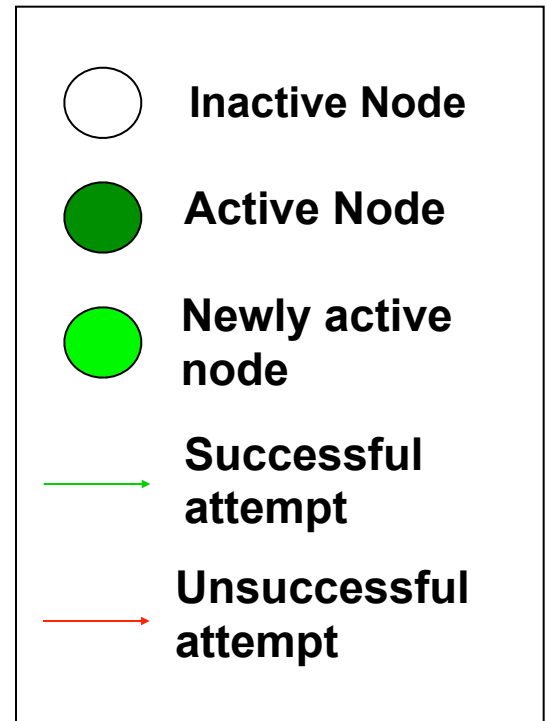 Inactive Node
Active Node
Newly active
node
Successful
attempt
Unsuccessful
attempt